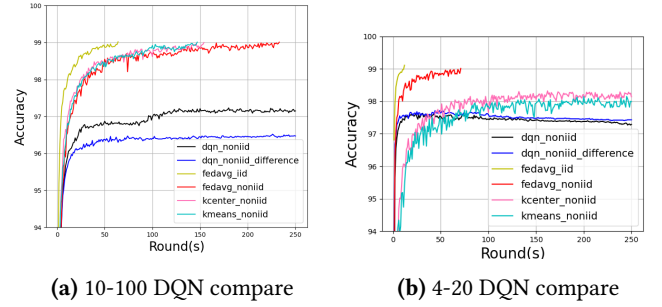 100
99
98
97
96
95
94
Accuracy
0
50
100
150
200
250
Round(s)
dqn_noniid
dqn_noniid_difference
fedavg_iid
fedavg_noniid
kcenter_noniid
kmeans_noniid
(a) 10-100 DQN compare
100
99
98
97
96
95
94
Accuracy
0
50
100
150
200
250
Round(s)
dqn_noniid
dqn_noniid_difference
fedavg_iid
fedavg_noniid
kcenter_noniid
kmeans_noniid
(b) 4-20 DQN compare